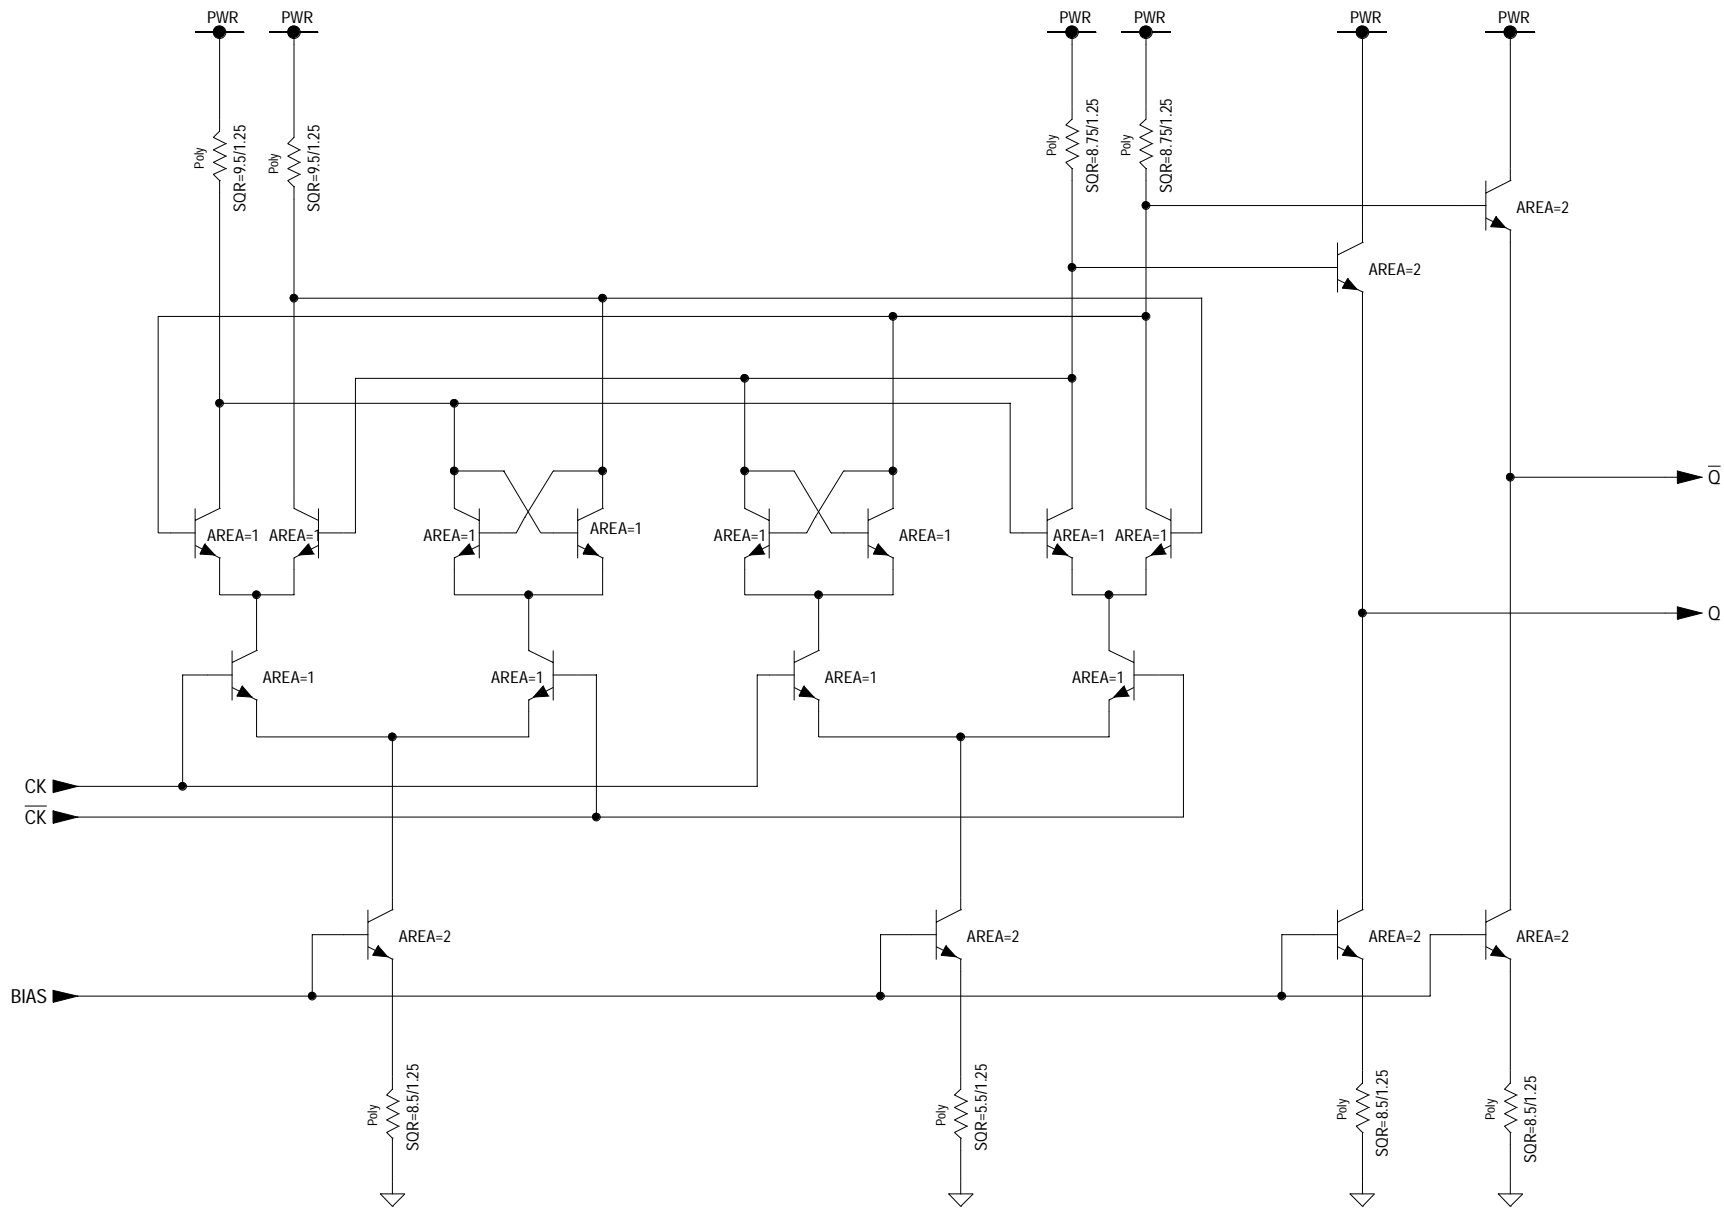 PWR
PWR
PWR
PWR
PWR
PWR
Poly
SQR=9.5/1.25
Poly
SQR=9.5/1.25
Poly
SQR=8.75/1.25
Poly
SQR=8.75/1.25
AREA=2
AREA=2
Q̅
AREA=1
AREA=1
AREA=1
AREA=1
AREA=1
AREA=1
AREA=1
AREA=1
Q
AREA=1
AREA=1
AREA=1
AREA=1
CK
C̅K̅
AREA=2
AREA=2
AREA=2
AREA=2
BIAS
Poly
SQR=8.5/1.25
Poly
SQR=5.5/1.25
Poly
SQR=8.5/1.25
Poly
SQR=8.5/1.25